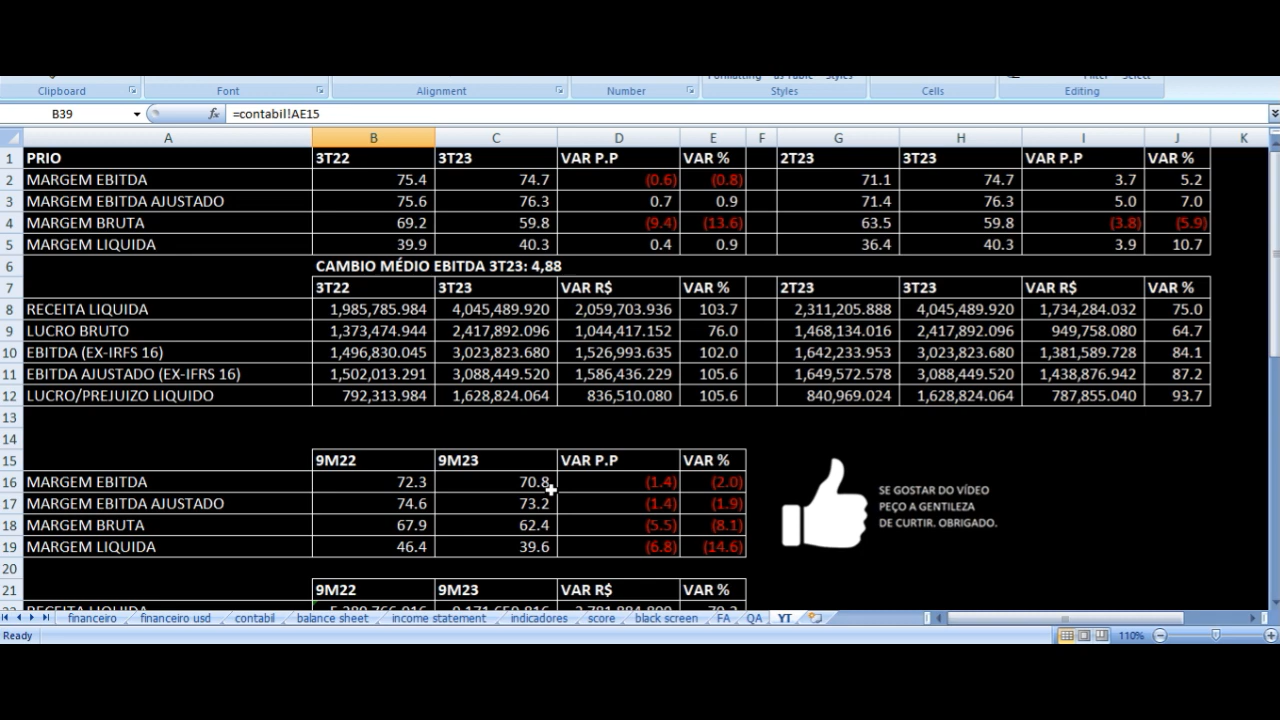 Clipboard Font Alignment Number Styles Cells Editing
B39 fx =contabil!AE15
A B C D E F G H I J K
1 PRIO 3T22 3T23 VAR P.P VAR % 2T23 3T23 VAR P.P VAR %
2 MARGEM EBITDA 75.4 74.7 (0.6) (0.8) 71.1 74.7 3.7 5.2
3 MARGEM EBITDA AJUSTADO 75.6 76.3 0.7 0.9 71.4 76.3 5.0 7.0
4 MARGEM BRUTA 69.2 59.8 (9.4) (13.6) 63.5 59.8 (3.8) (5.9)
5 MARGEM LIQUIDA 39.9 40.3 0.4 0.9 36.4 40.3 3.9 10.7
6 CAMBIO MÉDIO EBITDA 3T23: 4,88
7 3T22 3T23 VAR R$ VAR % 2T23 3T23 VAR R$ VAR %
8 RECEITA LIQUIDA 1,985,785.984 4,045,489.920 2,059,703.936 103.7 2,311,205.888 4,045,489.920 1,734,284.032 75.0
9 LUCRO BRUTO 1,373,474.944 2,417,892.096 1,044,417.152 76.0 1,468,134.016 2,417,892.096 949,758.080 64.7
10 EBITDA (EX-IRFS 16) 1,496,830.045 3,023,823.680 1,526,993.635 102.0 1,642,233.953 3,023,823.680 1,381,589.728 84.1
11 EBITDA AJUSTADO (EX-IFRS 16) 1,502,013.291 3,088,449.520 1,586,436.229 105.6 1,649,572.578 3,088,449.520 1,438,876.942 87.2
12 LUCRO/PREJUIZO LIQUIDO 792,313.984 1,628,824.064 836,510.080 105.6 840,969.024 1,628,824.064 787,855.040 93.7
13
14
15 9M22 9M23 VAR P.P VAR %
16 MARGEM EBITDA 72.3 70.8 (1.4) (2.0)
17 MARGEM EBITDA AJUSTADO 74.6 73.2 (1.4) (1.9)
18 MARGEM BRUTA 67.9 62.4 (5.5) (8.1)
19 MARGEM LIQUIDA 46.4 39.6 (6.8) (14.6)
SE GOSTAR DO VÍDEO
PEÇO A GENTILEZA
DE CURTIR. OBRIGADO.
20
21 9M22 9M23 VAR R$ VAR %
financeiro financeiro usd contabil balance sheet income statement indicadores score black screen FA QA YT
Ready 110%